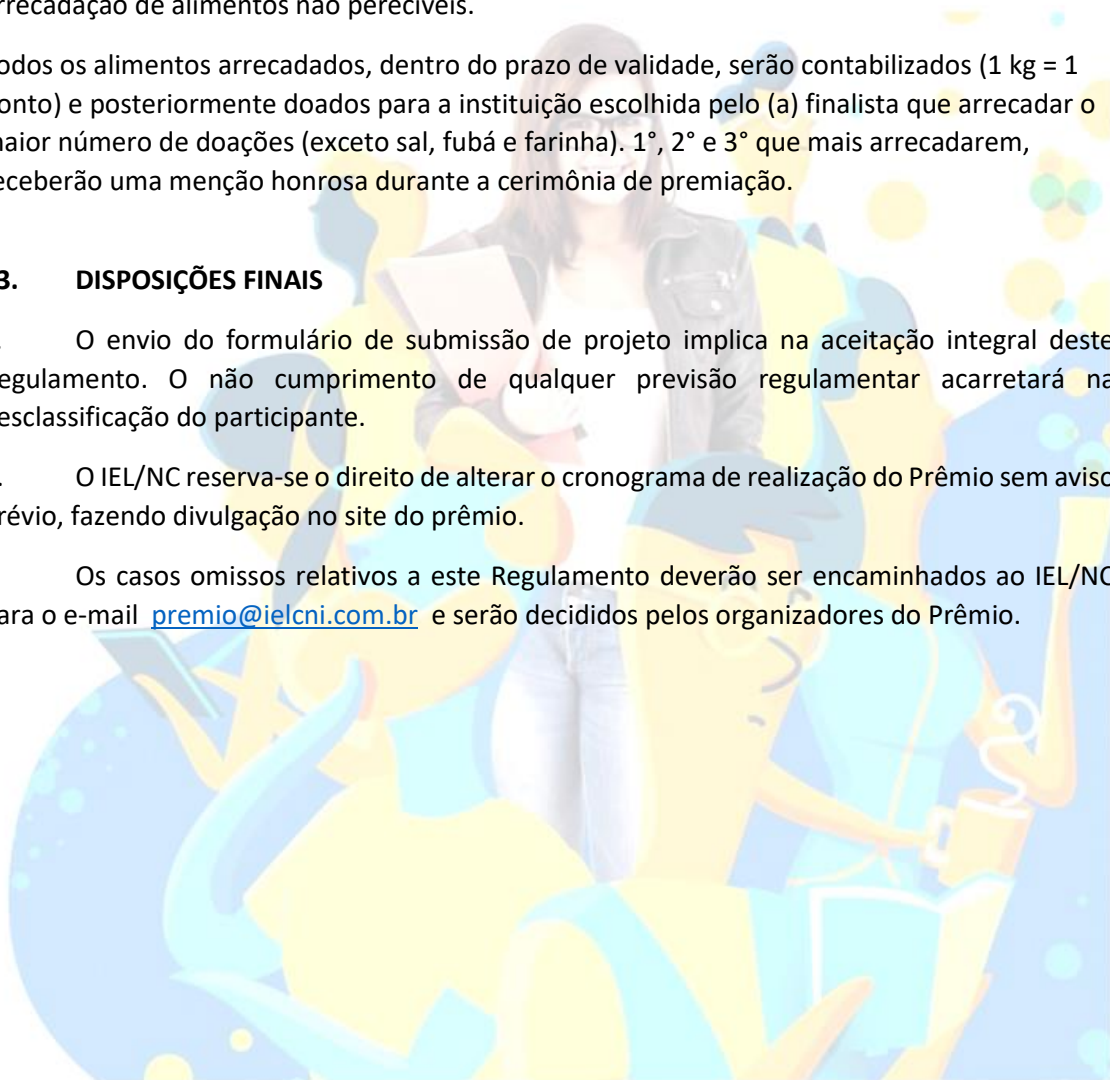 rrecadação de alimentos não perecíveis.
odos os alimentos arrecadados, dentro do prazo de validade, serão contabilizados (1 kg = 1
onto) e posteriormente doados para a instituição escolhida pelo (a) finalista que arrecadar o
aior número de doações (exceto sal, fubá e farinha). 1°, 2° e 3° que mais arrecadarem,
eceberão uma menção honrosa durante a cerimônia de premiação.
3. DISPOSIÇÕES FINAIS
. O envio do formulário de submissão de projeto implica na aceitação integral deste
egulamento. O não cumprimento de qualquer previsão regulamentar acarretará na
esclassificação do participante.
. O IEL/NC reserva-se o direito de alterar o cronograma de realização do Prêmio sem aviso
révio, fazendo divulgação no site do prêmio.
Os casos omissos relativos a este Regulamento deverão ser encaminhados ao IEL/NC
ara o e-mail premio@ielcni.com.br e serão decididos pelos organizadores do Prêmio.